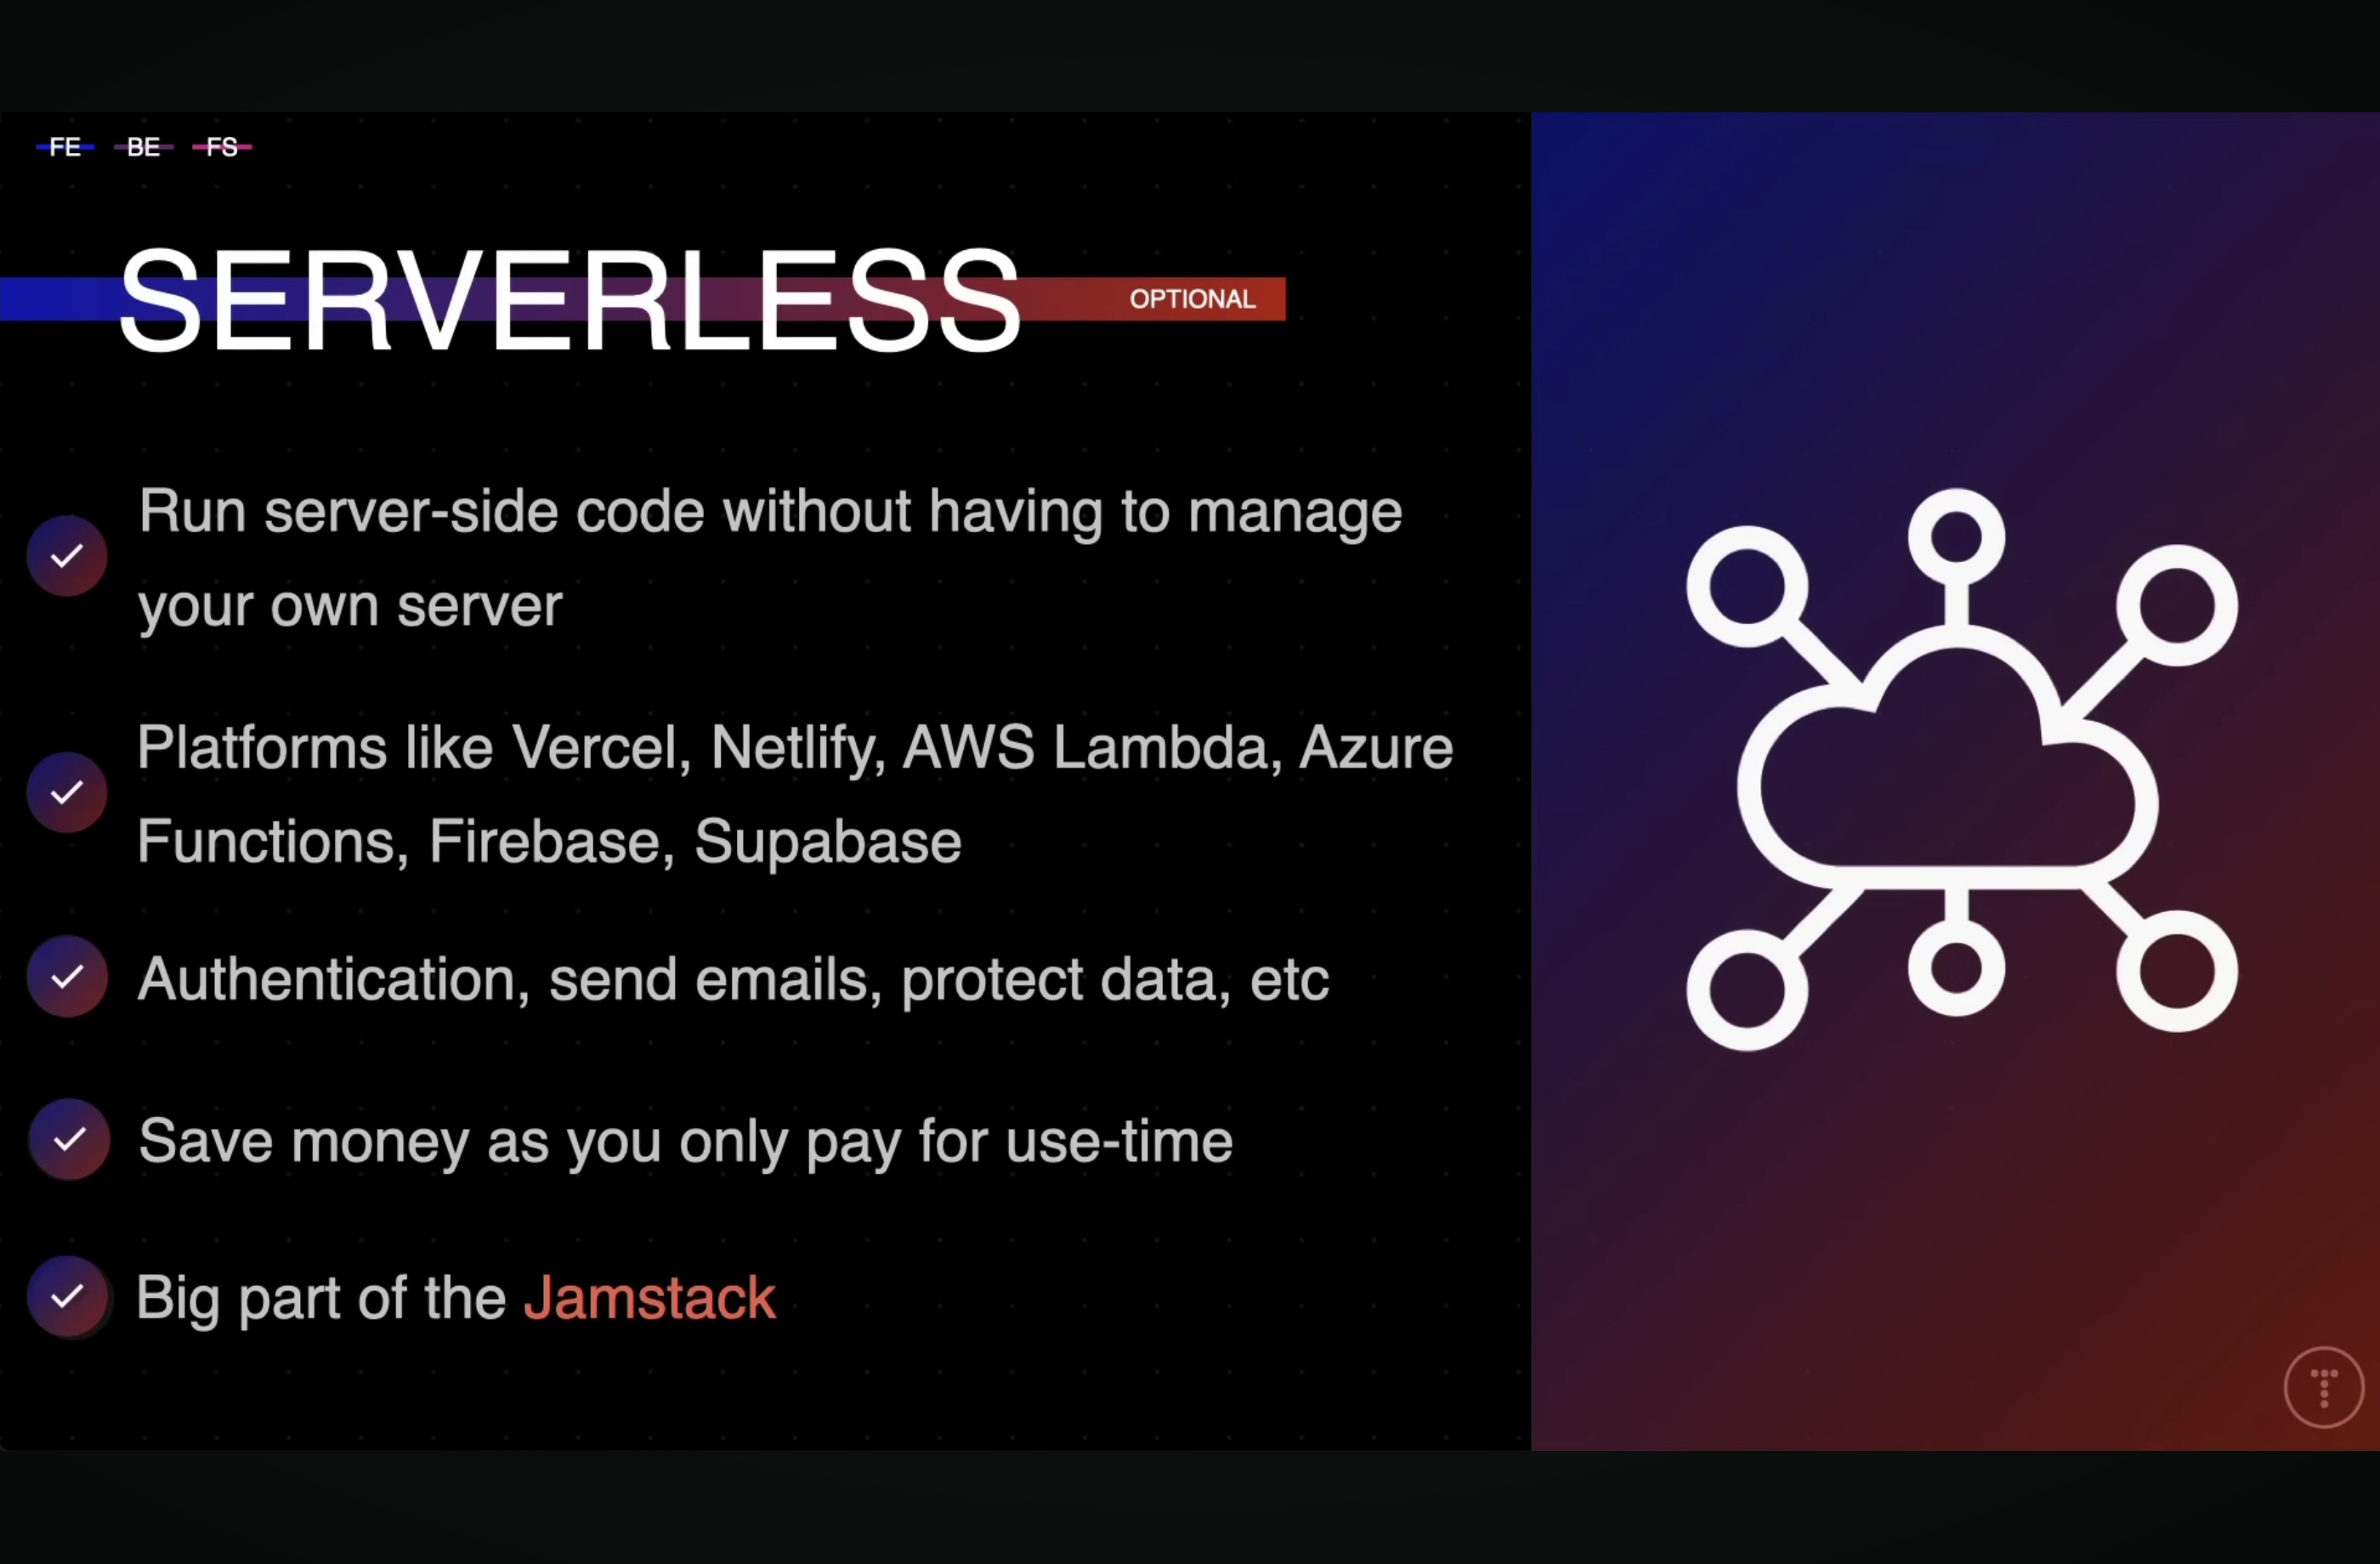 FE BE FS
SERVERLESS OPTIONAL
Run server-side code without having to manage
your own server
Platforms like Vercel, Netlify, AWS Lambda, Azure
Functions, Firebase, Supabase
Authentication, send emails, protect data, etc
Save money as you only pay for use-time
Big part of the Jamstack
T